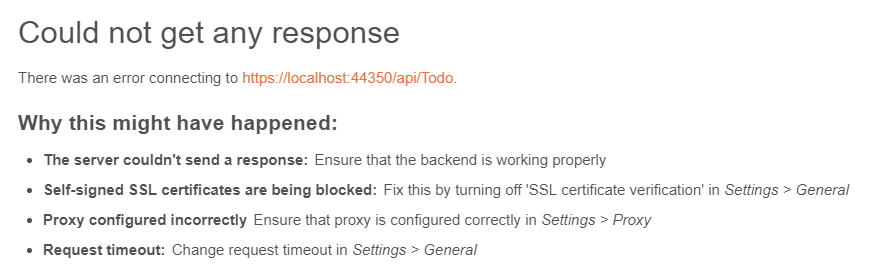 Could not get any response
There was an error connecting to https://localhost:44350/api/Todo.
Why this might have happened:
• The server couldn't send a response: Ensure that the backend is working properly
• Self-signed SSL certificates are being blocked: Fix this by turning off 'SSL certificate verification' in Settings > General
• Proxy configured incorrectly Ensure that proxy is configured correctly in Settings > Proxy
• Request timeout: Change request timeout in Settings > General